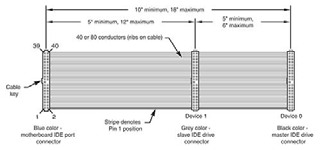 10" minimum, 18" maximum
5" minimum, 12" maximum
5" minimum,
6" maximum
39
40
40 or 80 conductors (ribs on cable)
Cable
key
1
2
Stripe denotes
Pin 1 position
Device 1
Device 0
Blue color -
motherboard IDE port
connector
Grey color -
slave IDE drive
connector
Black color -
master IDE drive
connector